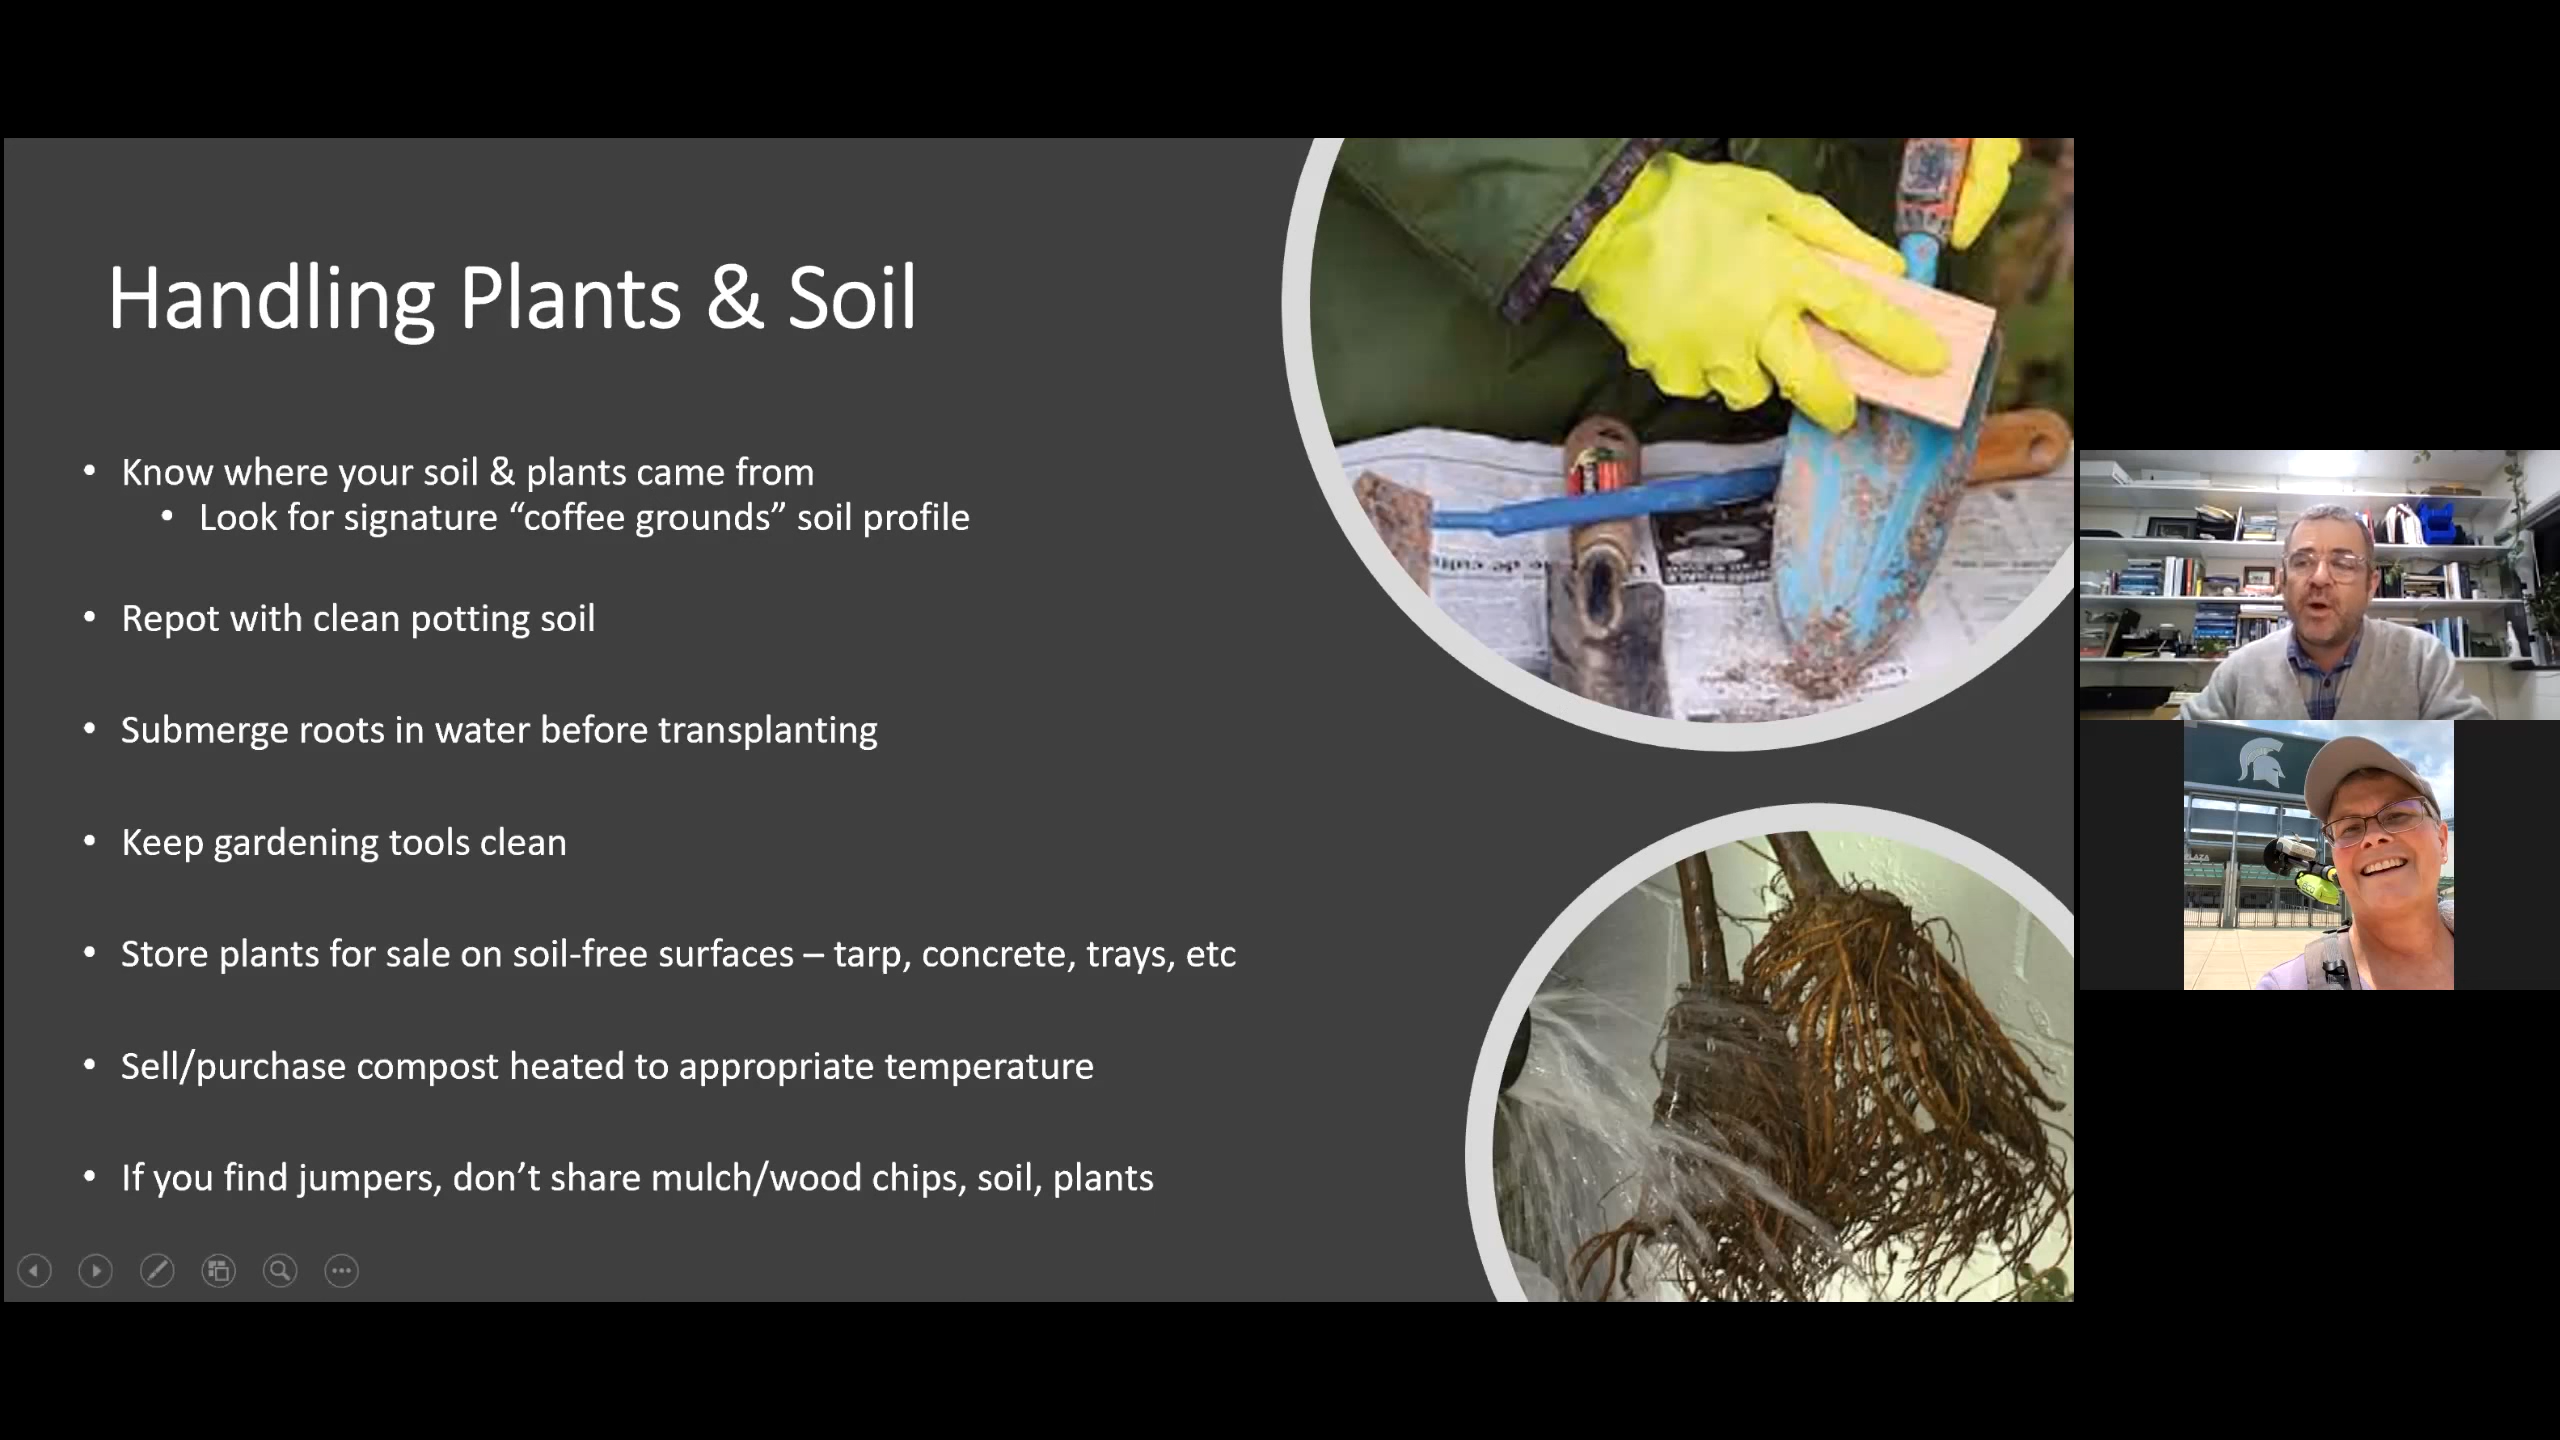 Handling Plants & Soil
• Know where your soil & plants came from
• Look for signature “coffee grounds” soil profile
• Repot with clean potting soil
• Submerge roots in water before transplanting
• Keep gardening tools clean
• Store plants for sale on soil-free surfaces – tarp, concrete, trays, etc
• Sell/purchase compost heated to appropriate temperature
• If you find jumpers, don’t share mulch/wood chips, soil, plants
PLAZA